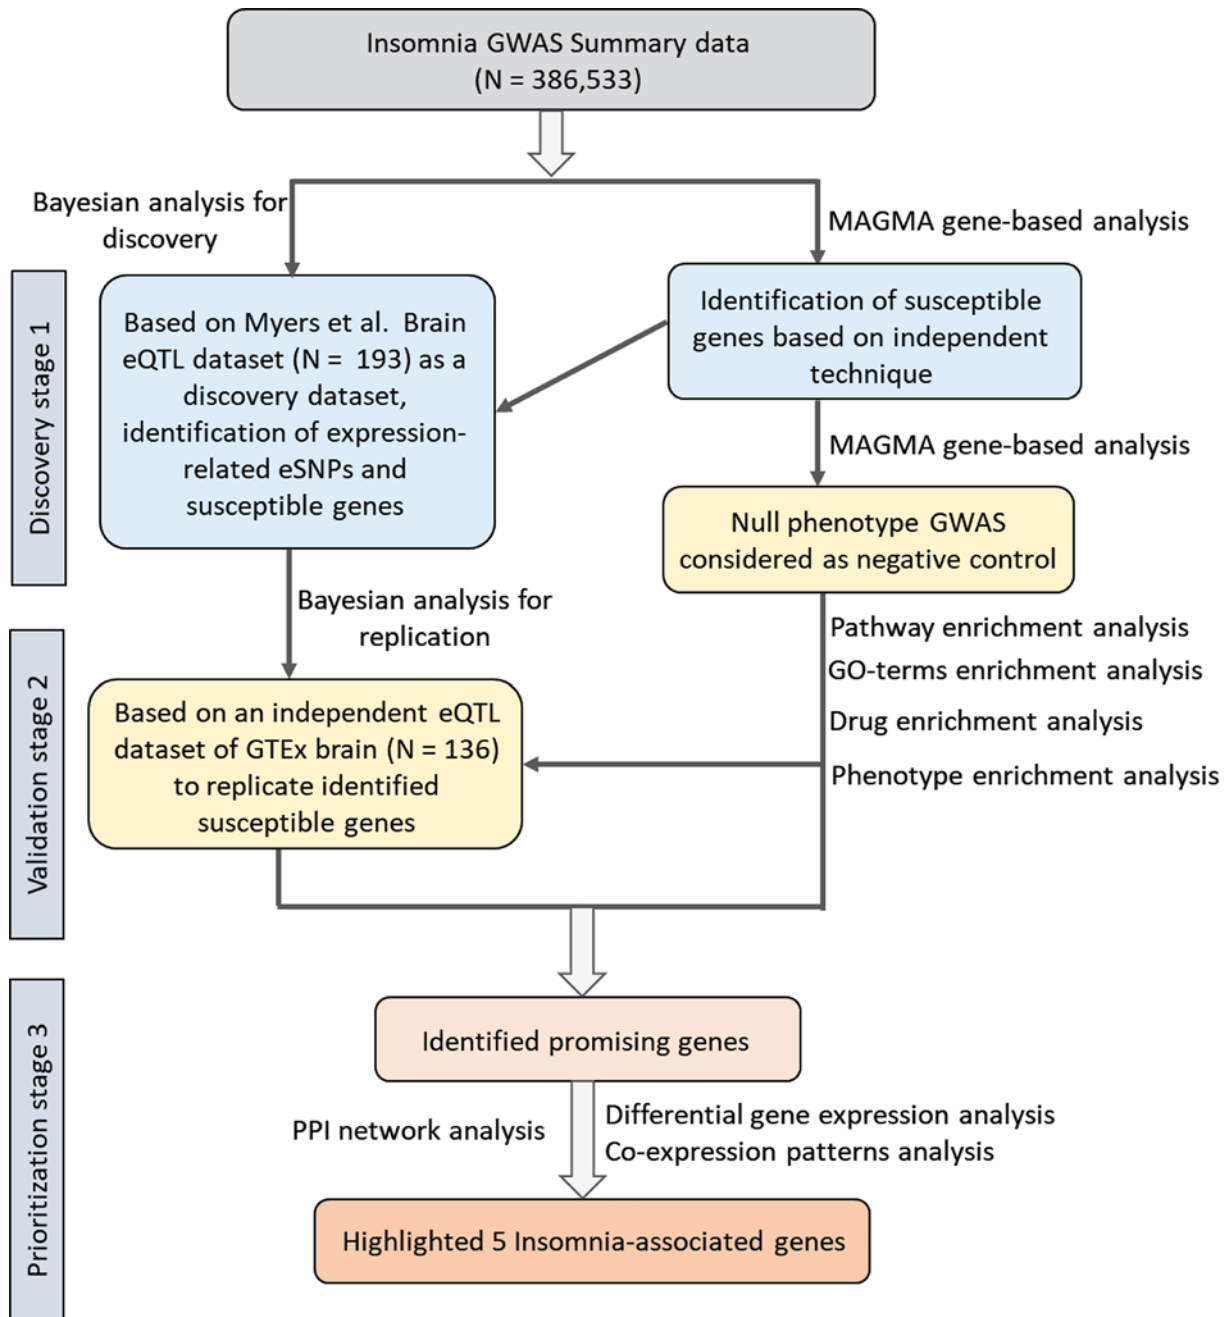 Insomnia GWAS Summary data
(N = 386,533)
Bayesian analysis for
discovery
MAGMA gene-based analysis
Discovery stage 1
Based on Myers et al. Brain
eQTL dataset (N = 193) as a
discovery dataset,
identification of expression-
related eSNPs and
susceptible genes
Identification of susceptible
genes based on independent
technique
MAGMA gene-based analysis
Null phenotype GWAS
considered as negative control
Bayesian analysis for
replication
Pathway enrichment analysis
GO-terms enrichment analysis
Drug enrichment analysis
Phenotype enrichment analysis
Validation stage 2
Based on an independent eQTL
dataset of GTEx brain (N = 136)
to replicate identified
susceptible genes
Prioritization stage 3
Identified promising genes
PPI network analysis
Differential gene expression analysis
Co-expression patterns analysis
Highlighted 5 Insomnia-associated genes